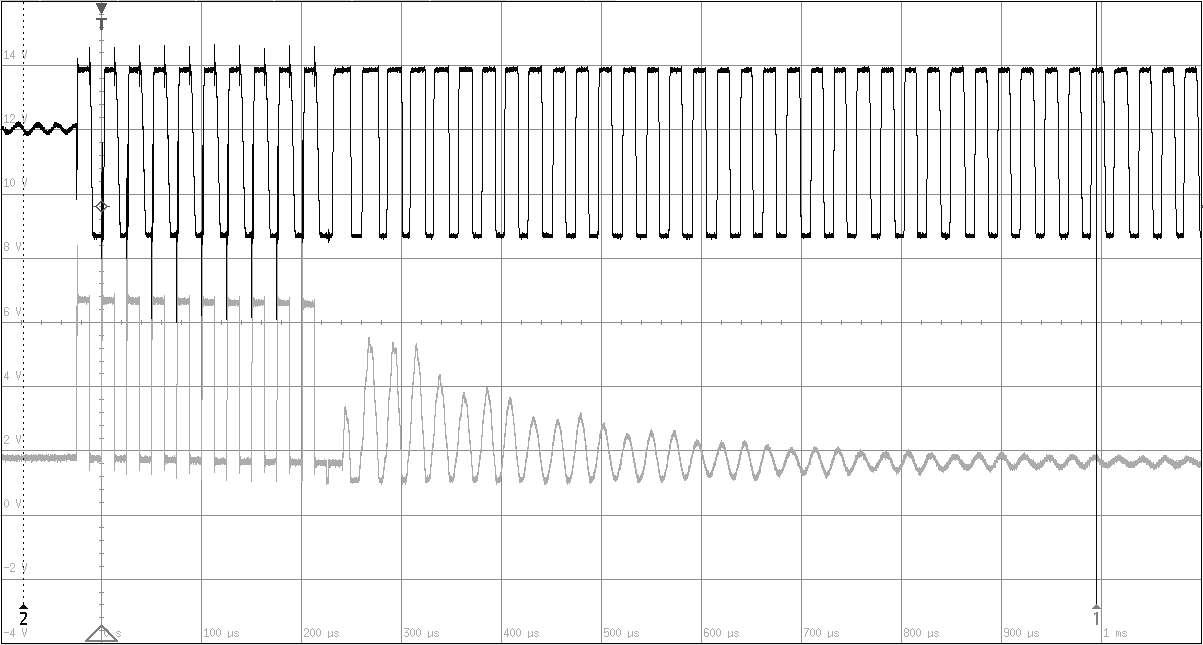 T
14 V
12 V
10 V
8 V
6 V
4 V
2 V
0 V
-2 V
2
1
-4 V
0 s
100 µs
200 µs
300 µs
400 µs
500 µs
600 µs
700 µs
800 µs
900 µs
1 ms